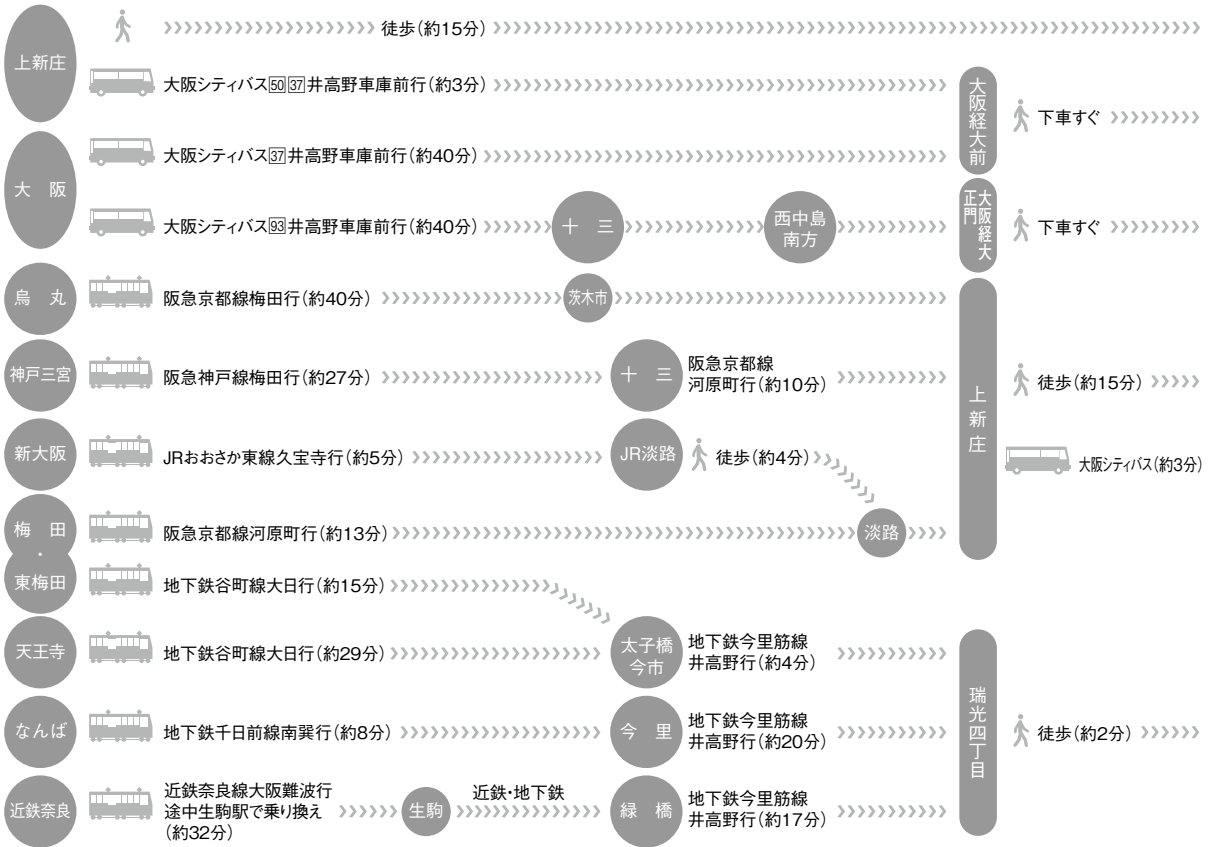 上新庄
徒歩(約15分)
大阪シティバス50 37井高野車庫前行(約3分)
大阪経大前
下車すぐ
大　阪
大阪シティバス37井高野車庫前行(約40分)
大阪シティバス93井高野車庫前行(約40分)
十　三
西中島
南方
大阪経大
正門
下車すぐ
烏　丸
阪急京都線梅田行(約40分)
茨木市
神戸三宮
阪急神戸線梅田行(約27分)
十　三
阪急京都線
河原町行(約10分)
上新庄
徒歩(約15分)
大阪シティバス(約3分)
新大阪
JRおおさか東線久宝寺行(約5分)
JR淡路
徒歩(約4分)
梅　田
・
東梅田
阪急京都線河原町行(約13分)
淡路
地下鉄谷町線大日行(約15分)
天王寺
地下鉄谷町線大日行(約29分)
太子橋
今市
地下鉄今里筋線
井高野行(約4分)
瑞光四丁目
徒歩(約2分)
なんば
地下鉄千日前線南巽行(約8分)
今　里
地下鉄今里筋線
井高野行(約20分)
近鉄奈良
近鉄奈良線大阪難波行
途中生駒駅で乗り換え
(約32分)
生駒
近鉄・地下鉄
緑　橋
地下鉄今里筋線
井高野行(約17分)